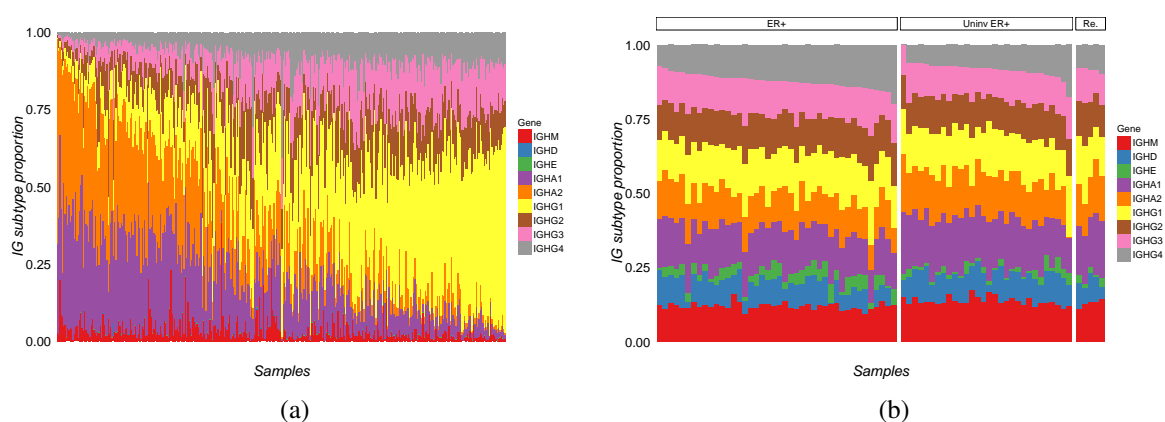 1.00
0.75
0.50
0.25
0.00
IG subtype proportion
Samples
Gene
IGHM
IGHD
IGHE
IGHA1
IGHA2
IGHG1
IGHG2
IGHG3
IGHG4
(a)
ER+
Uninv ER+
Re.
1.00
0.75
0.50
0.25
0.00
IG subtype proportion
Samples
Gene
IGHM
IGHD
IGHE
IGHA1
IGHA2
IGHG1
IGHG2
IGHG3
IGHG4
(b)